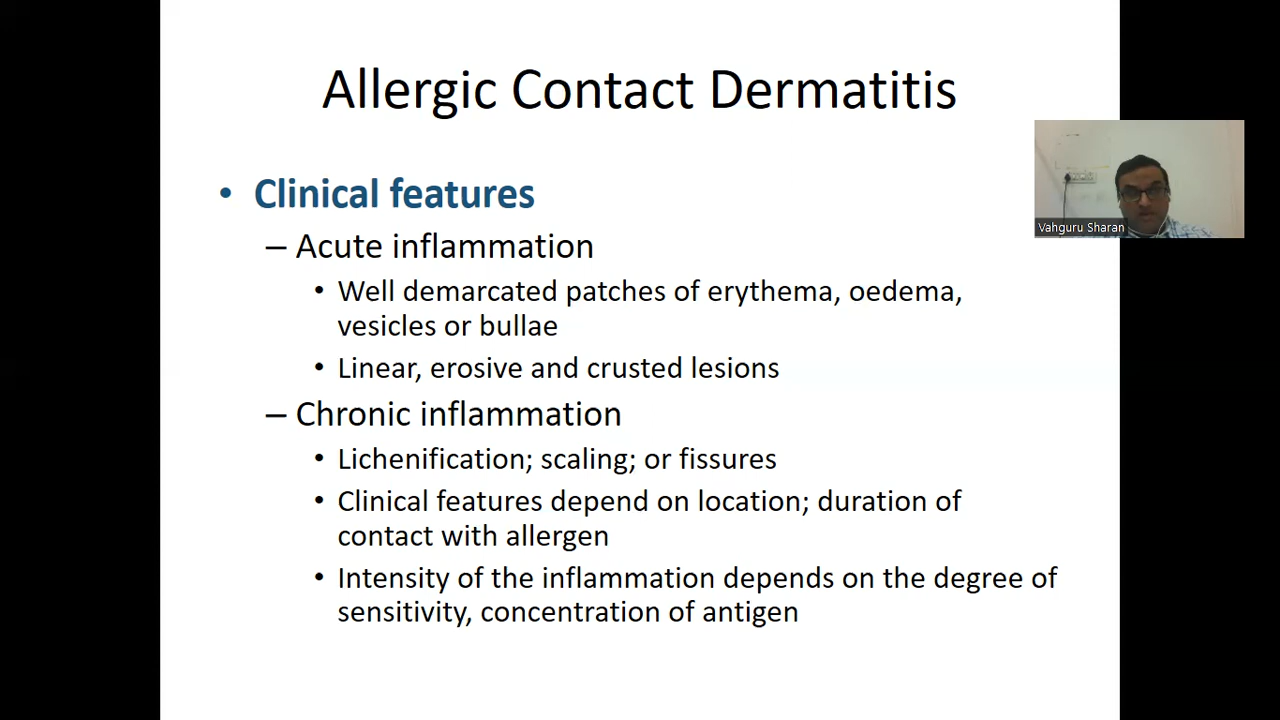 Allergic Contact Dermatitis
• Clinical features
– Acute inflammation
• Well demarcated patches of erythema, oedema,
vesicles or bullae
• Linear, erosive and crusted lesions
– Chronic inflammation
• Lichenification; scaling; or fissures
• Clinical features depend on location; duration of
contact with allergen
• Intensity of the inflammation depends on the degree of
sensitivity, concentration of antigen
Vahguru Sharan